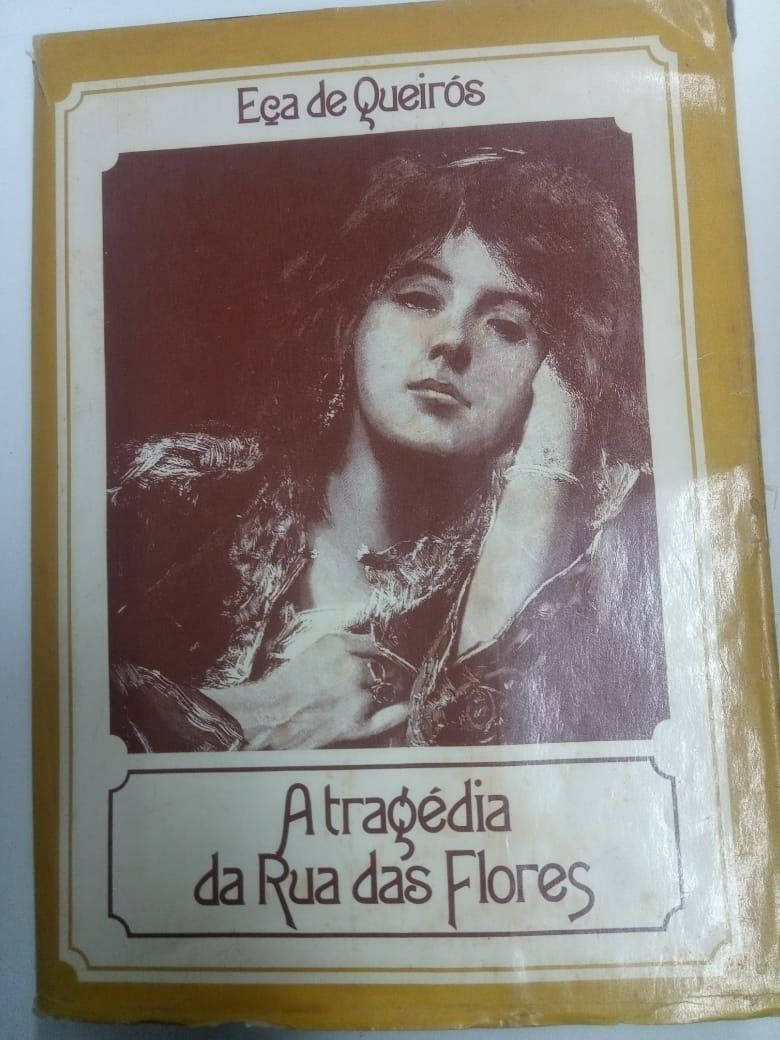 Eça de Queirós
A tragédia
da Rua das Flores